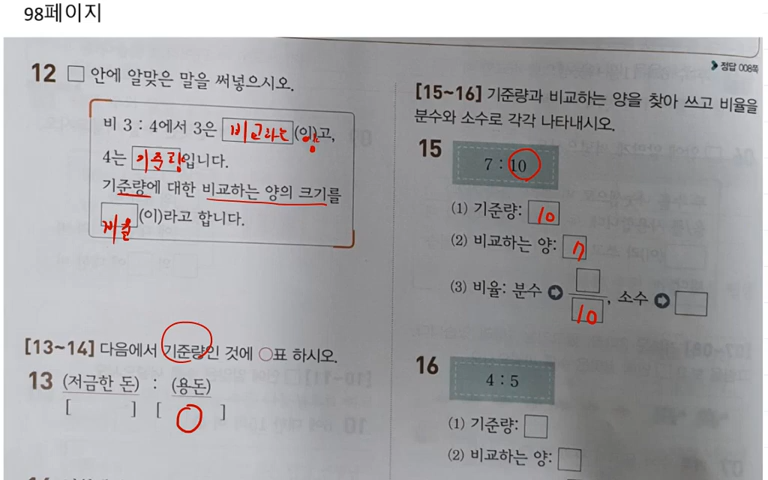 98페이지
정답 008쪽
12 □ 안에 알맞은 말을 써넣으시오.
비 3 : 4에서 3은 비교하는 양(이)고,
4는 기준량입니다.
기준량에 대한 비교하는 양의 크기를
비율(이)라고 합니다.
[13~14] 다음에서 기준량인 것에 ○표 하시오.
13 (저금한 돈) : (용돈)
[ ] [ ○ ]
[15~16] 기준량과 비교하는 양을 찾아 쓰고 비율을
분수와 소수로 각각 나타내시오.
15
7 : 10
(1) 기준량: 10
(2) 비교하는 양: 7
(3) 비율: 분수 ➡ □/10, 소수 ➡ □
16
4 : 5
(1) 기준량: □
(2) 비교하는 양: □